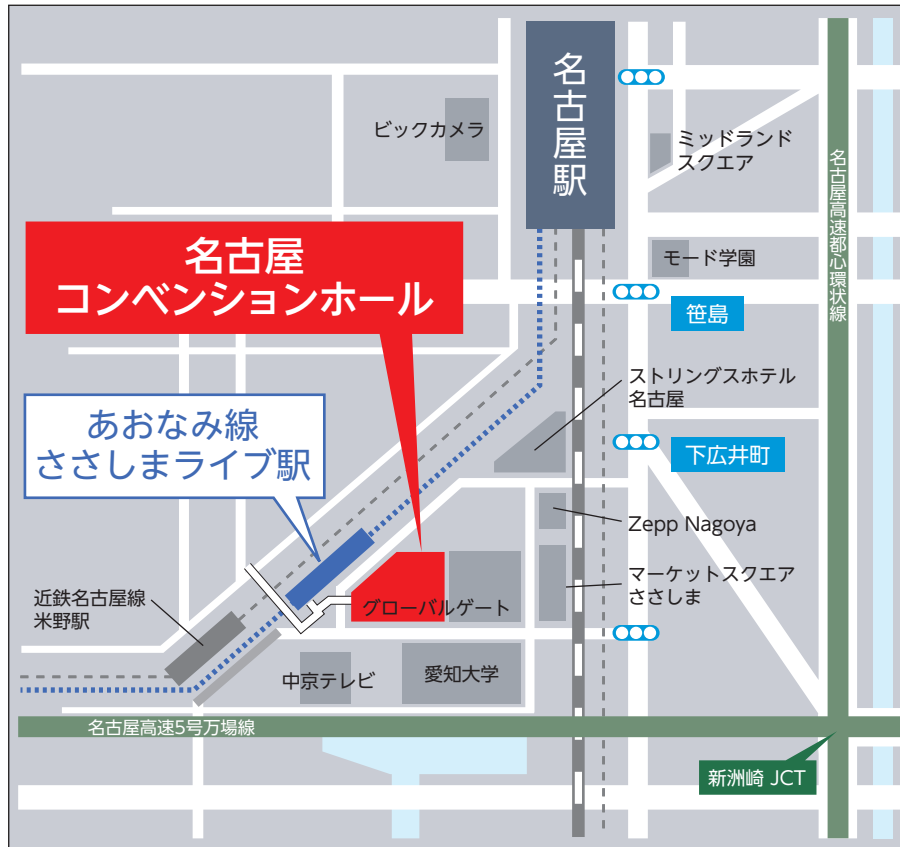 名古屋駅
ビックカメラ
ミッドランド
スクエア
名古屋高速都心環状線
名古屋
コンベンションホール
モード学園
笹島
ストリングスホテル
名古屋
あおなみ線
ささしまライブ駅
下広井町
Zepp Nagoya
マーケットスクエア
ささしま
近鉄名古屋線
米野駅
グローバルゲート
中京テレビ
愛知大学
名古屋高速5号万場線
新洲崎 JCT